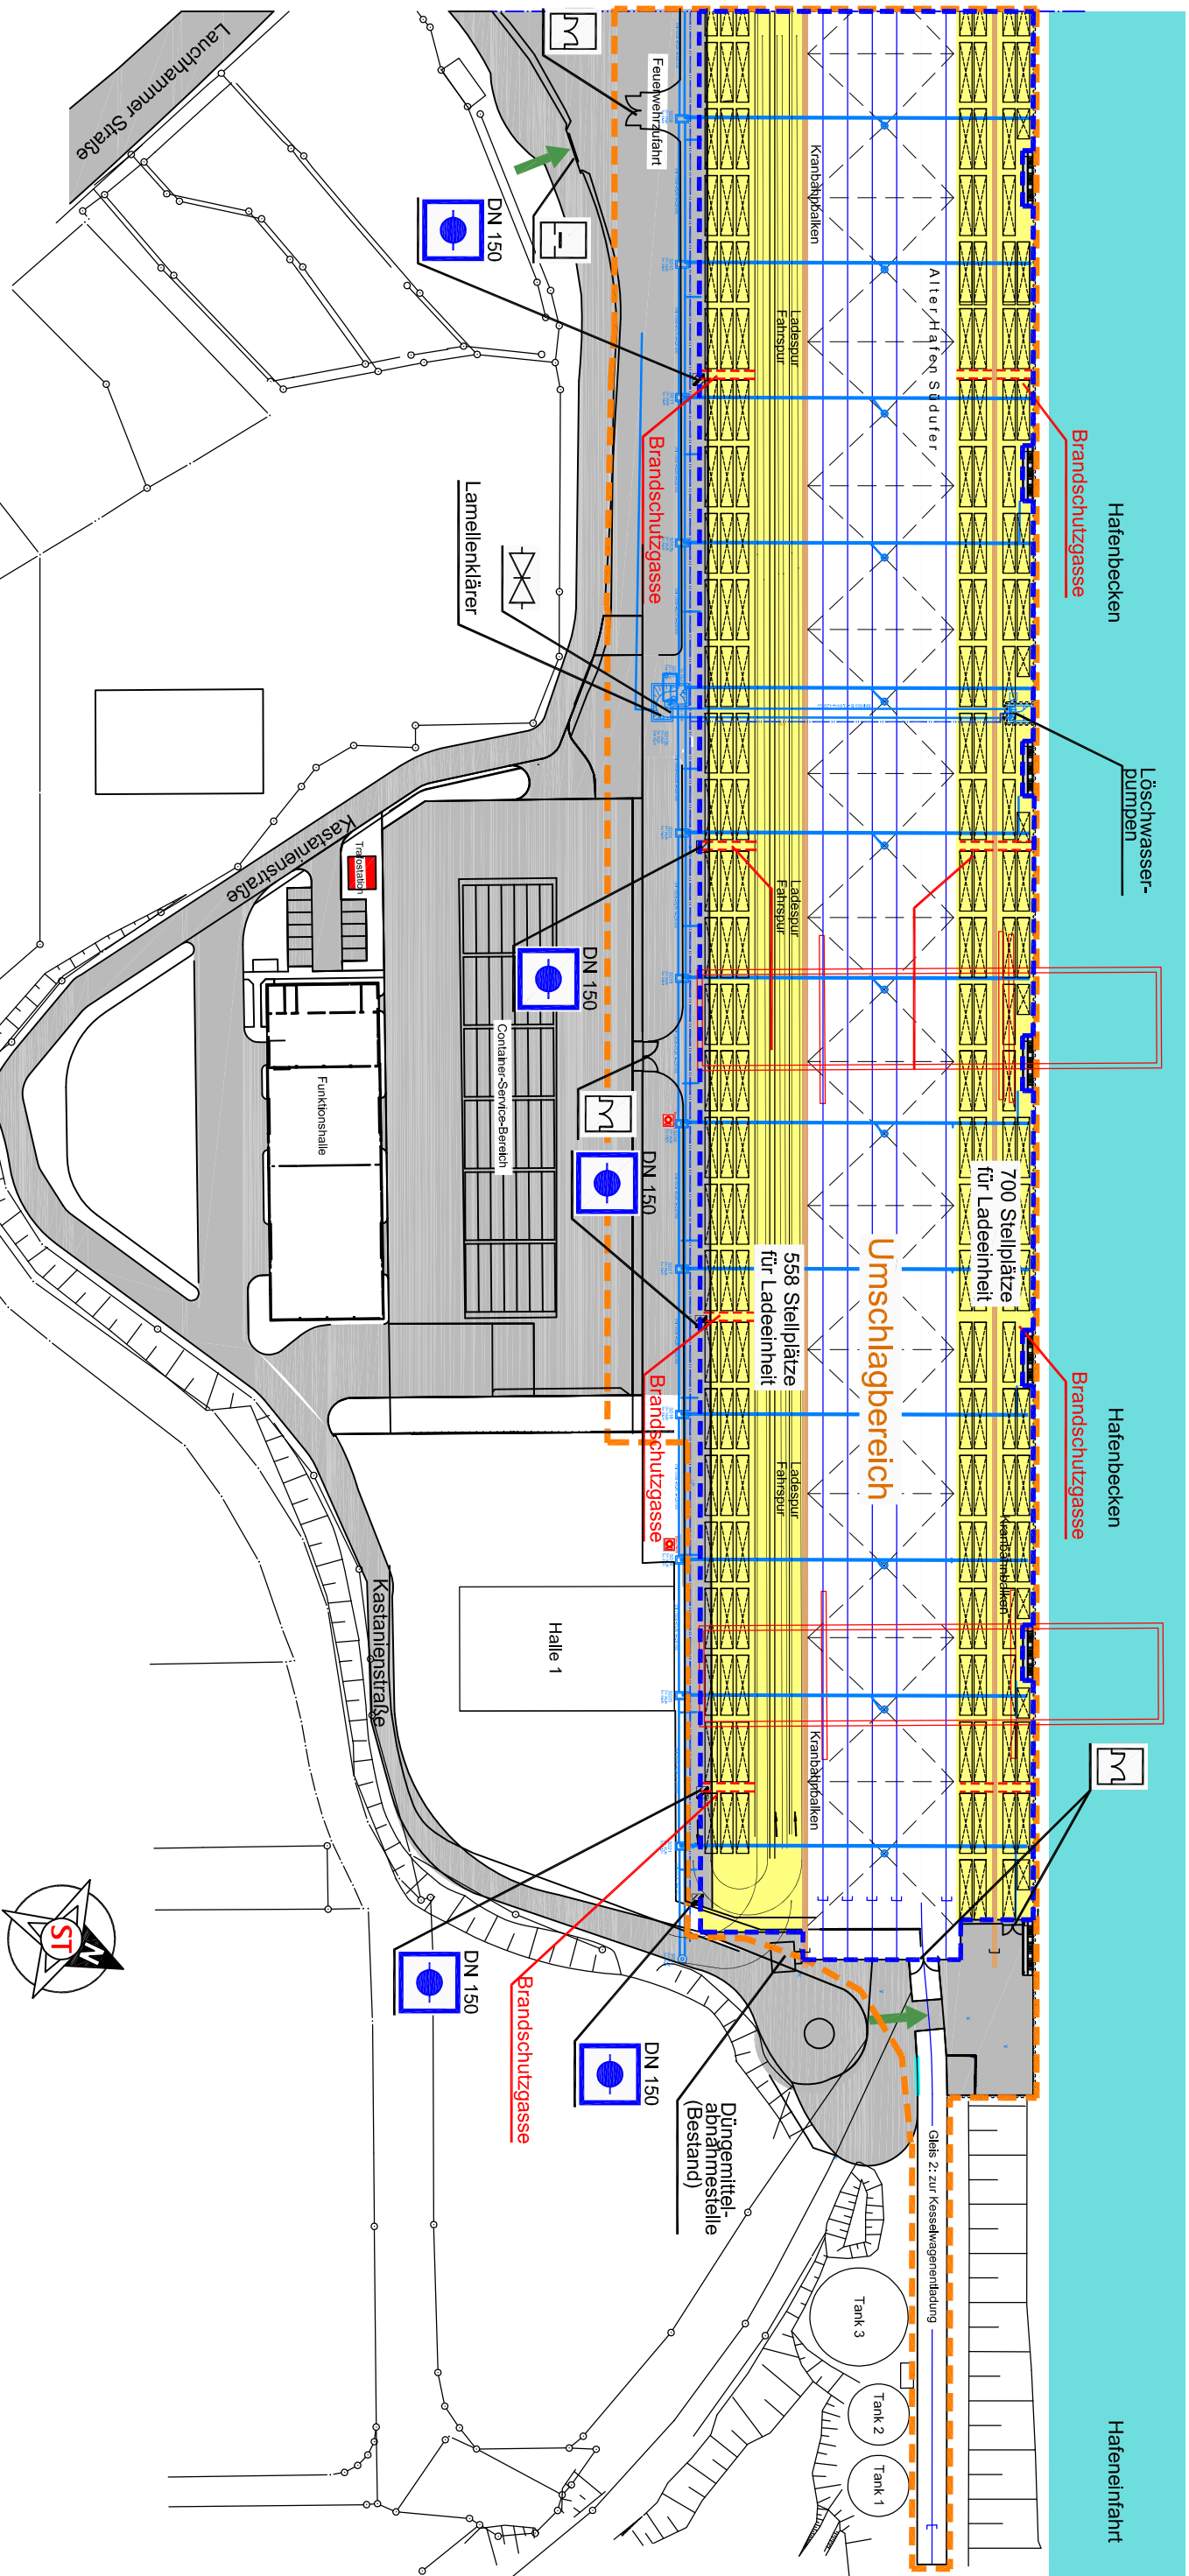 Hafenbecken
Hafenbecken
Hafeneinfahrt
Löschwasser-
pumpen
Brandschutzgasse
Brandschutzgasse
700 Stellplätze
für Ladeeinheit
Kranbahnbalken
Alter Hafen Südufer
Umschlagbereich
Gleis 2: zur Kesselwagenentladung
Kranbahnbalken
Kranbahnbalken
Ladespur
Fahrspur
Ladespur
Fahrspur
Ladespur
Fahrspur
558 Stellplätze
für Ladeeinheit
Tank 3
Tank 2
Tank 1
Düngemittel-
abnahmestelle
(Bestand)
Feuerwehrzufahrt
Brandschutzgasse
Brandschutzgasse
Brandschutzgasse
DN 150
DN 150
DN 150
DN 150
DN 150
Lamellenklärer
Container-Service-Bereich
Halle 1
Funktionshalle
Trafostation
Kastanienstraße
Kastanienstraße
Lauchhammer Straße
N
ST